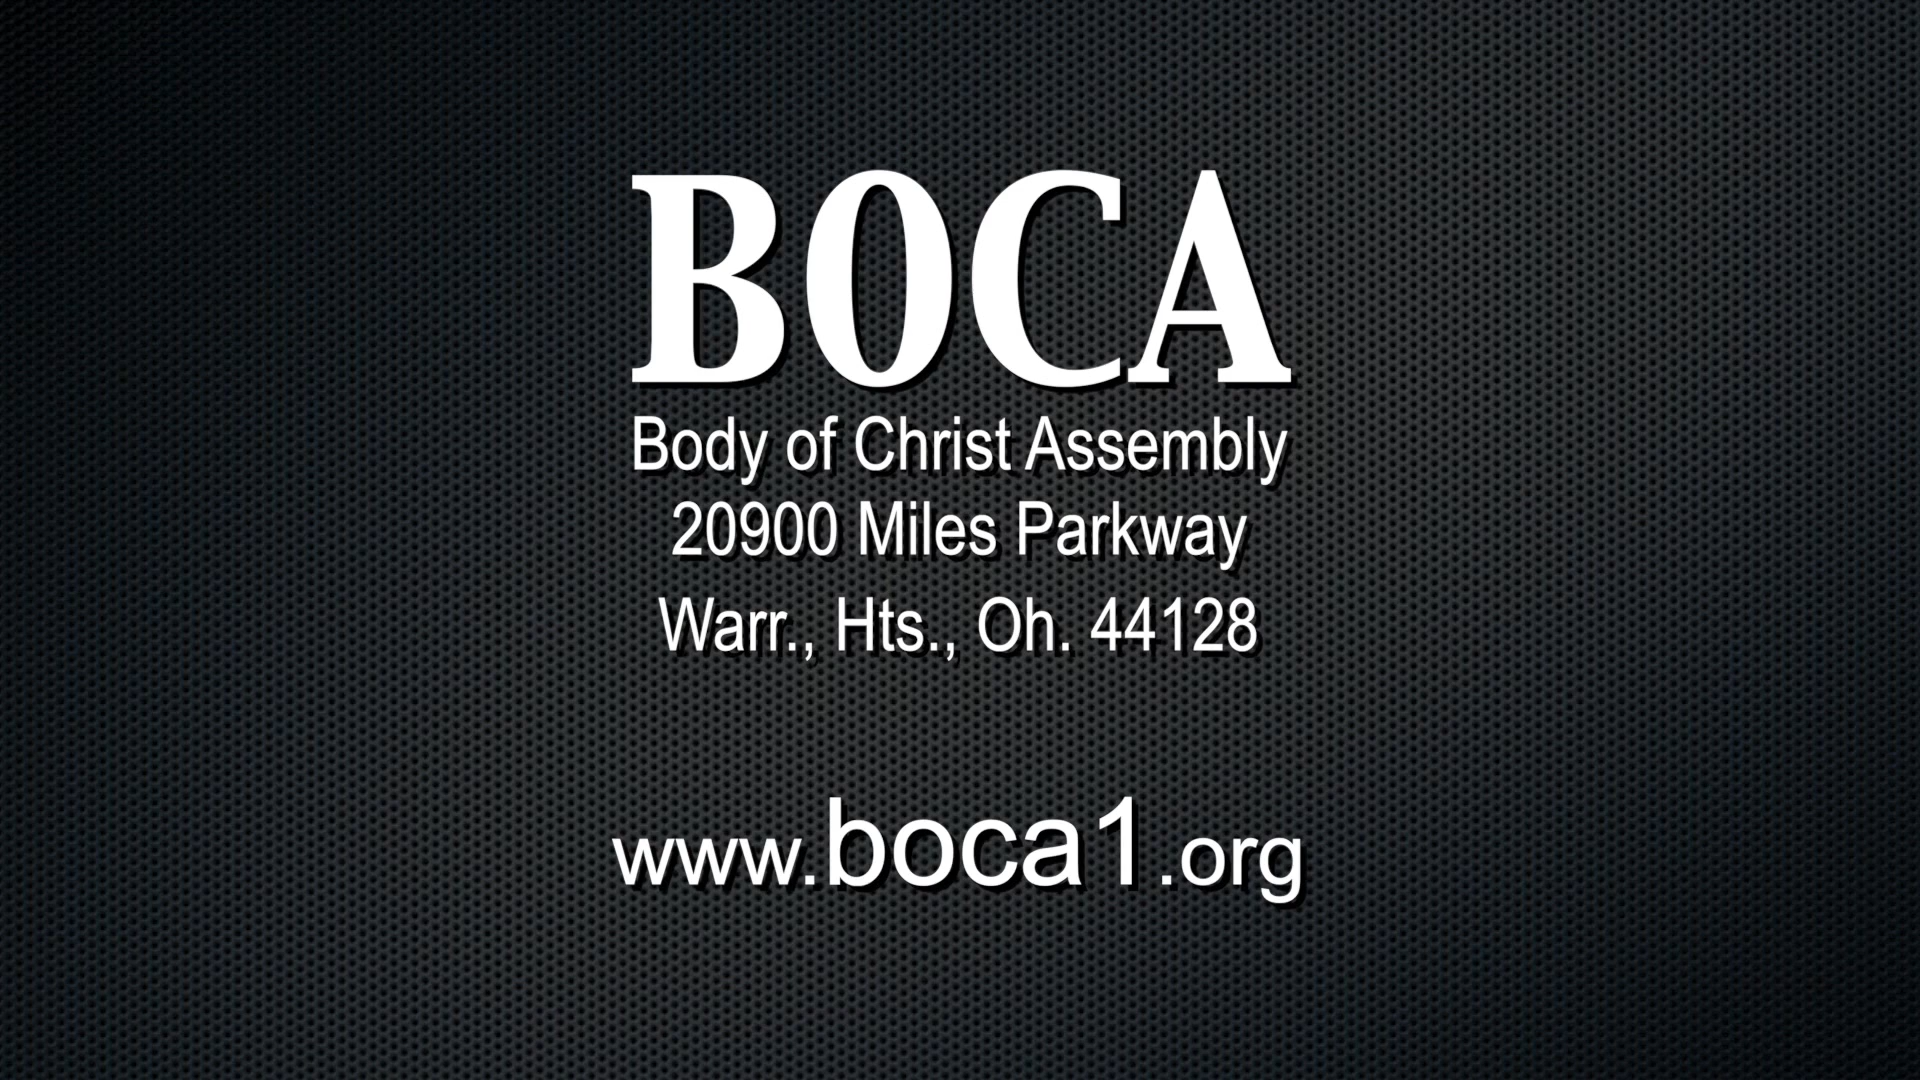 BOCA
Body of Christ Assembly
20900 Miles Parkway
Warr., Hts., Oh. 44128
www.boca1.org